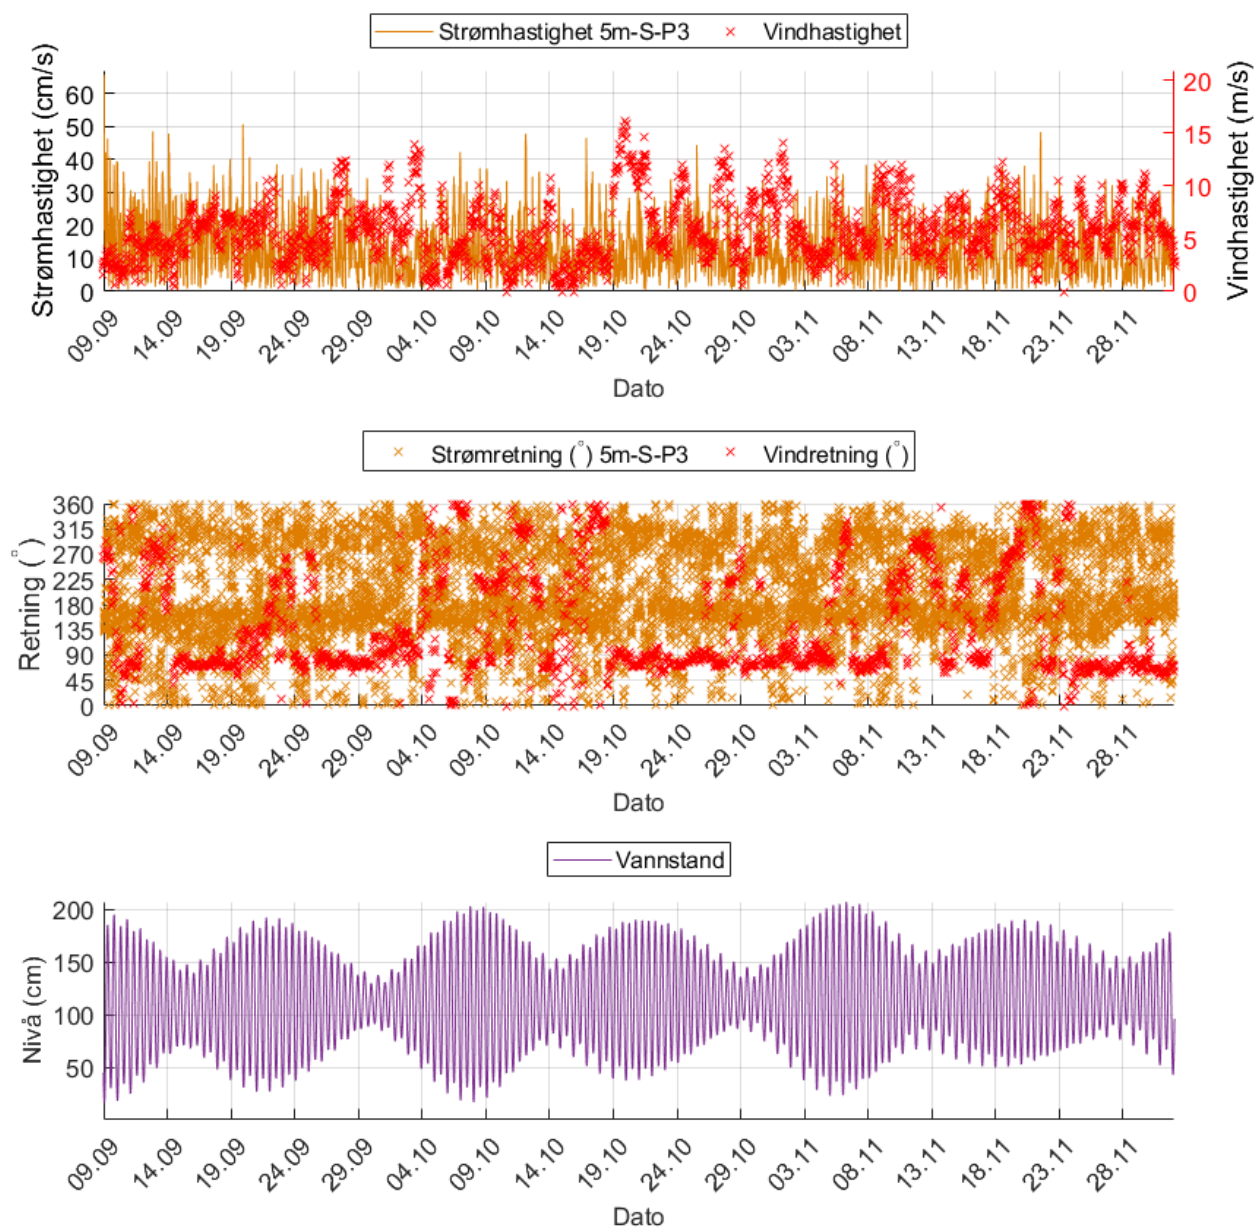 Strømhastighet 5m-S-P3 Vindhastighet
Strømhastighet (cm/s)
60
50
40
30
20
10
0
20
15
10
5
0
Vindhastighet (m/s)
09.09 14.09 19.09 24.09 29.09 04.10 09.10 14.10 19.10 24.10 29.10 03.11 08.11 13.11 18.11 23.11 28.11
Dato
Strømretning (°) 5m-S-P3 Vindretning (°)
Retning (°)
360
315
270
225
180
135
90
45
0
09.09 14.09 19.09 24.09 29.09 04.10 09.10 14.10 19.10 24.10 29.10 03.11 08.11 13.11 18.11 23.11 28.11
Dato
Vannstand
Nivå (cm)
200
150
100
50
09.09 14.09 19.09 24.09 29.09 04.10 09.10 14.10 19.10 24.10 29.10 03.11 08.11 13.11 18.11 23.11 28.11
Dato